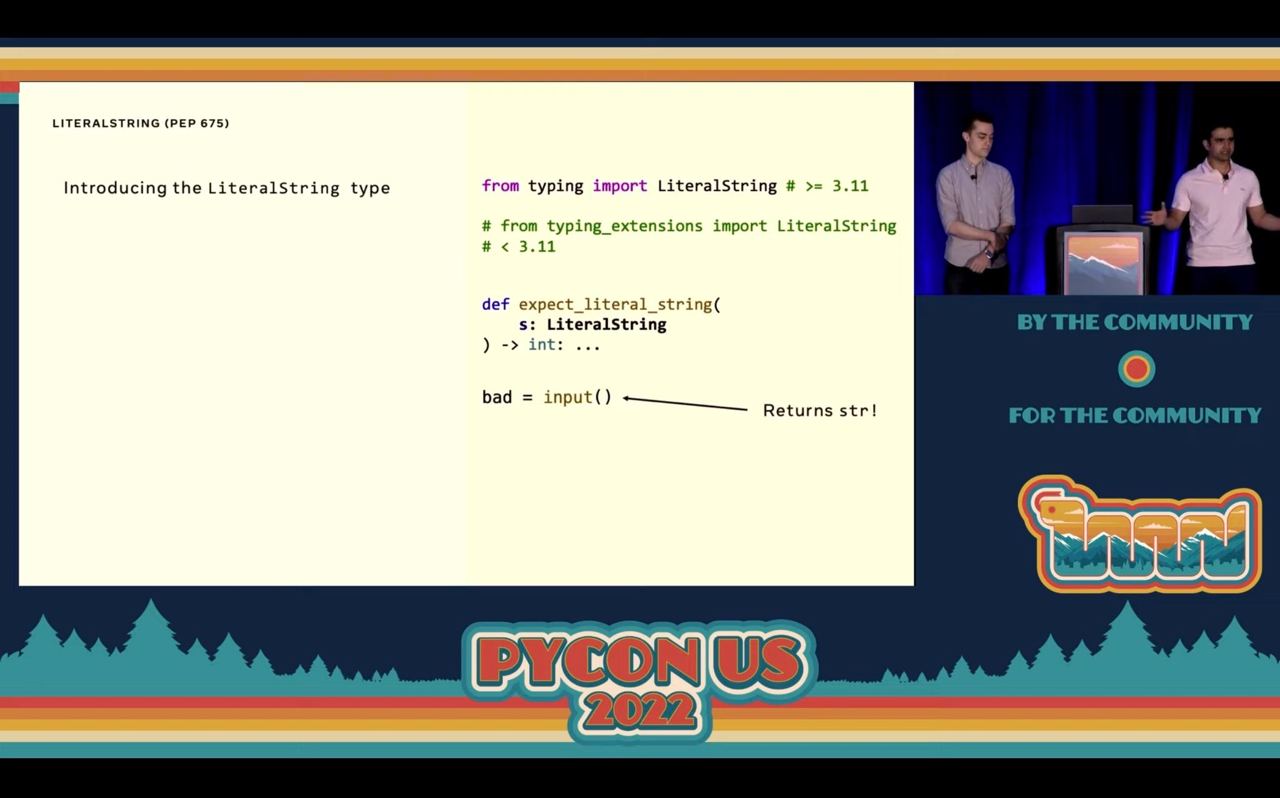 LITERALSTRING (PEP 675)
Introducing the LiteralString type
from typing import LiteralString # >= 3.11
# from typing_extensions import LiteralString
# < 3.11
def expect_literal_string(
s: LiteralString
) -> int: ...
bad = input()
Returns str!
BY THE COMMUNITY
FOR THE COMMUNITY
PYCON US
2022